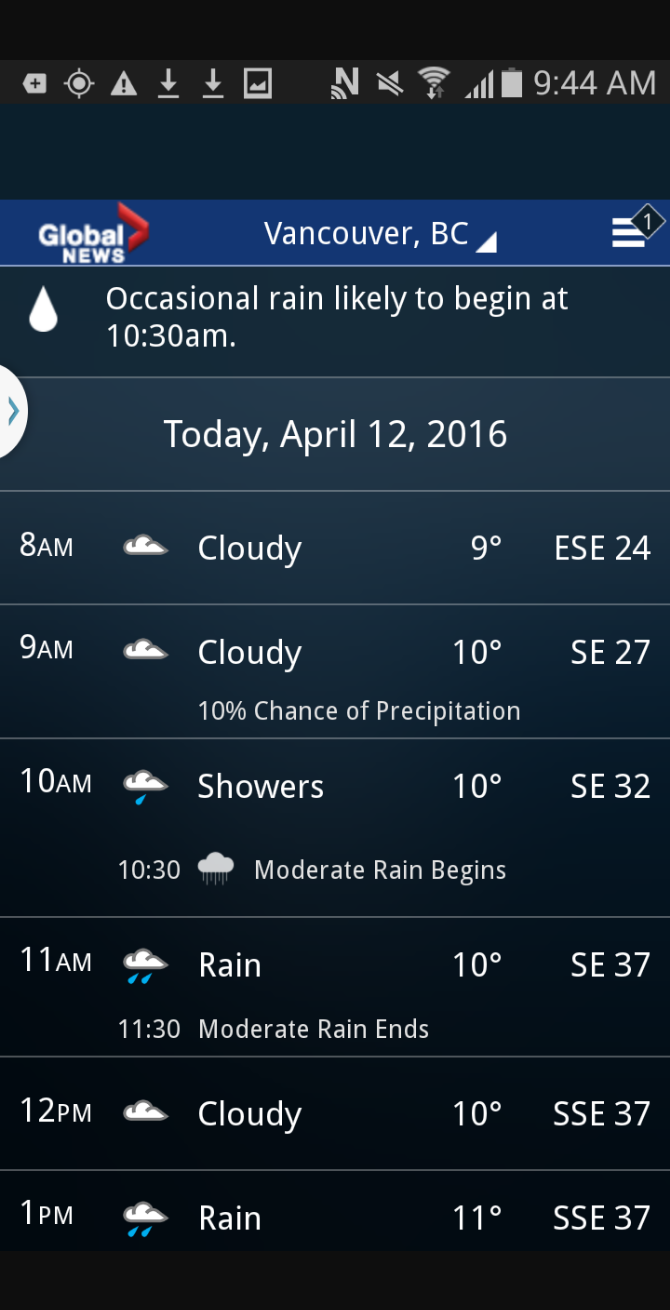 9:44 AM
Global
NEWS
Vancouver, BC
1
Occasional rain likely to begin at
10:30am.
Today, April 12, 2016
8AM Cloudy 9° ESE 24
9AM Cloudy 10° SE 27
10% Chance of Precipitation
10AM Showers 10° SE 32
10:30 Moderate Rain Begins
11AM Rain 10° SE 37
11:30 Moderate Rain Ends
12PM Cloudy 10° SSE 37
1PM Rain 11° SSE 37